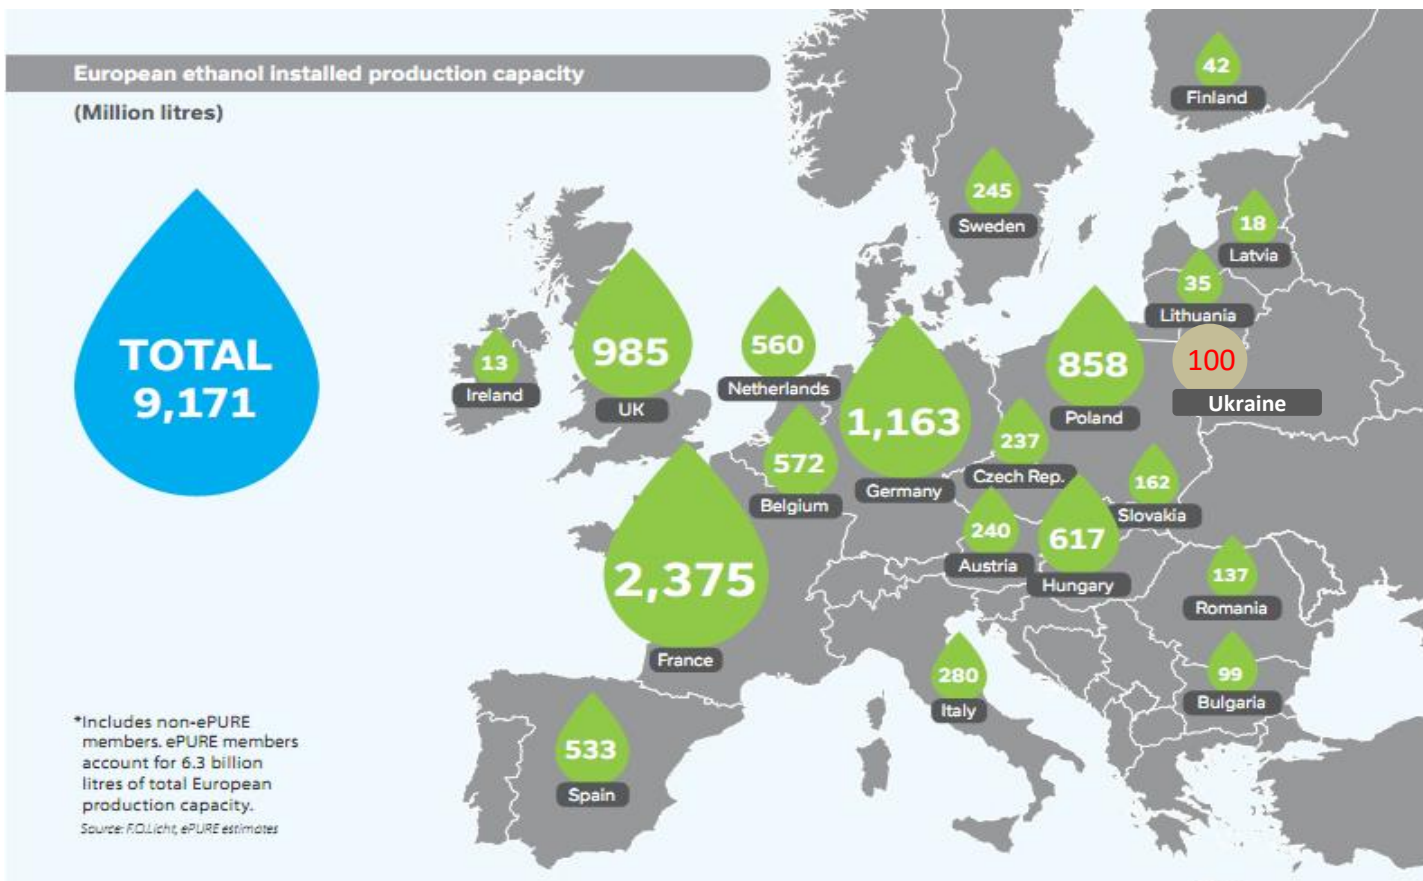 European ethanol installed production capacity
(Million litres)
TOTAL
9,171
42
Finland
245
Sweden
18
Latvia
35
Lithuania
100
Ukraine
13
Ireland
985
UK
560
Netherlands
1,163
Germany
858
Poland
572
Belgium
237
Czech Rep.
162
Slovakia
240
Austria
617
Hungary
2,375
France
137
Romania
280
Italy
99
Bulgaria
533
Spain
*Includes non-ePURE
members. ePURE members
account for 6.3 billion
litres of total European
production capacity.
Source: F.O.Licht, ePURE estimates